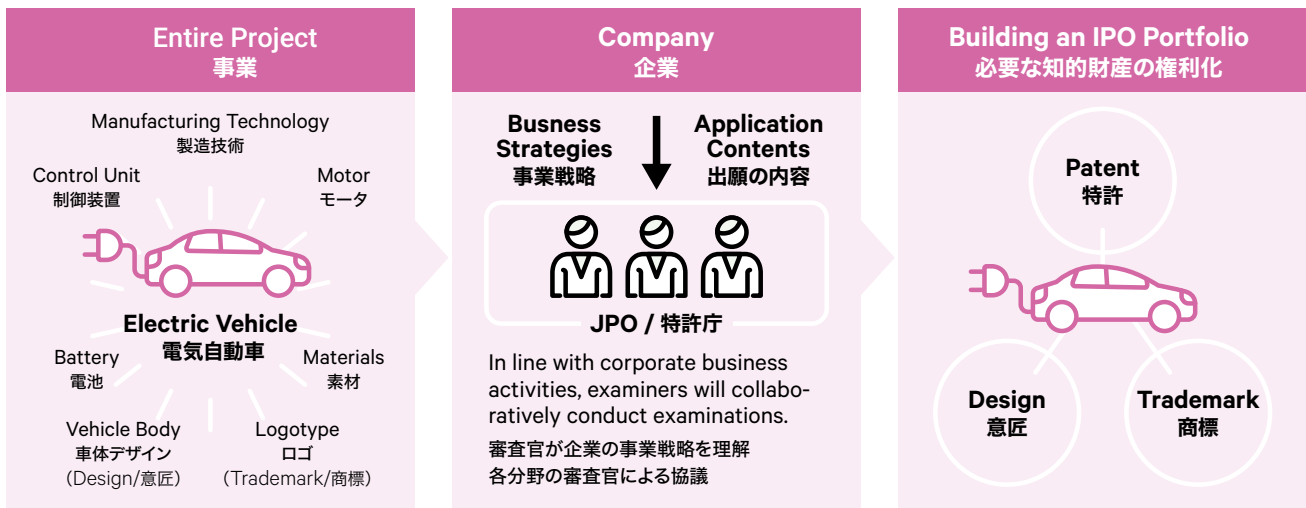 Entire Project
事業
Manufacturing Technology
製造技術
Control Unit
制御装置
Motor
モータ
Electric Vehicle
電気自動車
Battery
電池
Materials
素材
Vehicle Body
車体デザイン
(Design/意匠)
Logotype
ロゴ
(Trademark/商標)
Company
企業
Busness
Strategies
事業戦略
Application
Contents
出願の内容
JPO / 特許庁
In line with corporate business
activities, examiners will collabo-
ratively conduct examinations.
審査官が企業の事業戦略を理解
各分野の審査官による協議
Building an IPO Portfolio
必要な知的財産の権利化
Patent
特許
Design
意匠
Trademark
商標